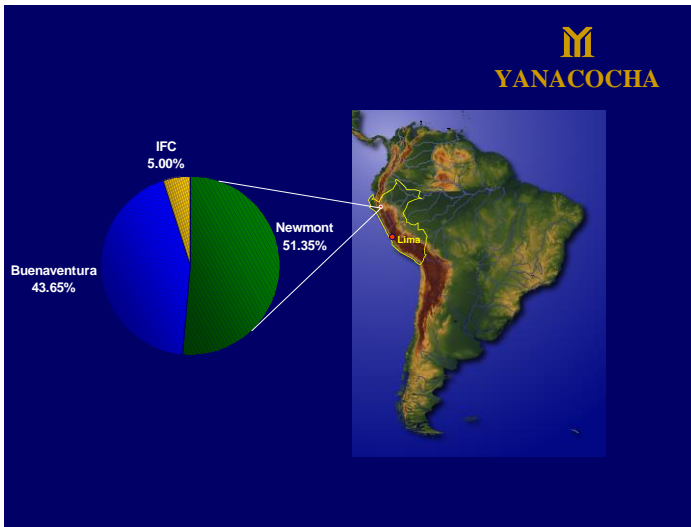 YANACOCHA
IFC
5.00%
Newmont
51.35%
Buenaventura
43.65%
Lima